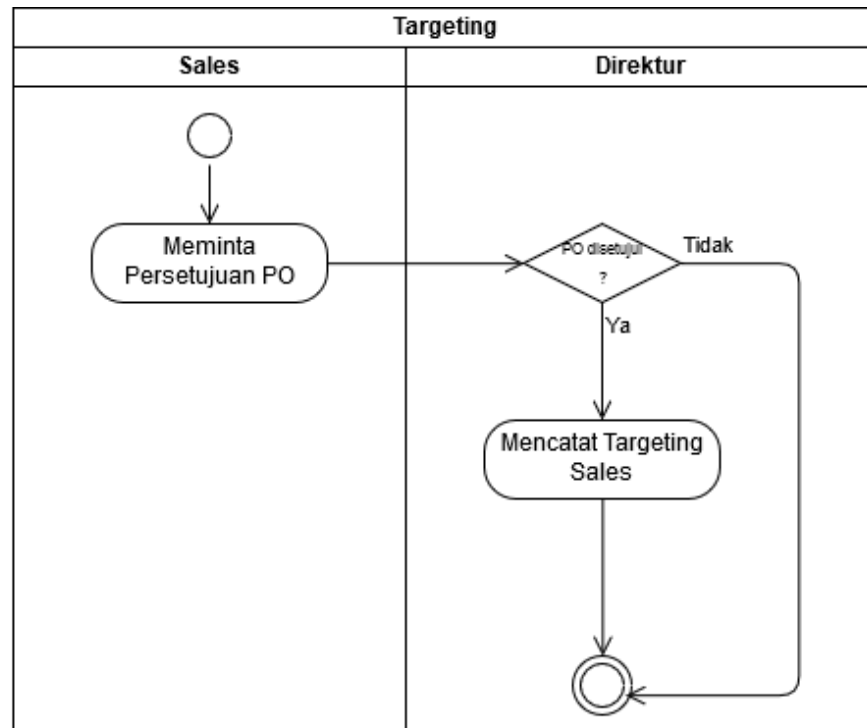 Targeting
Sales
Direktur
Meminta
Persetujuan PO
PO disetujui
?
Tidak
Ya
Mencatat Targeting
Sales